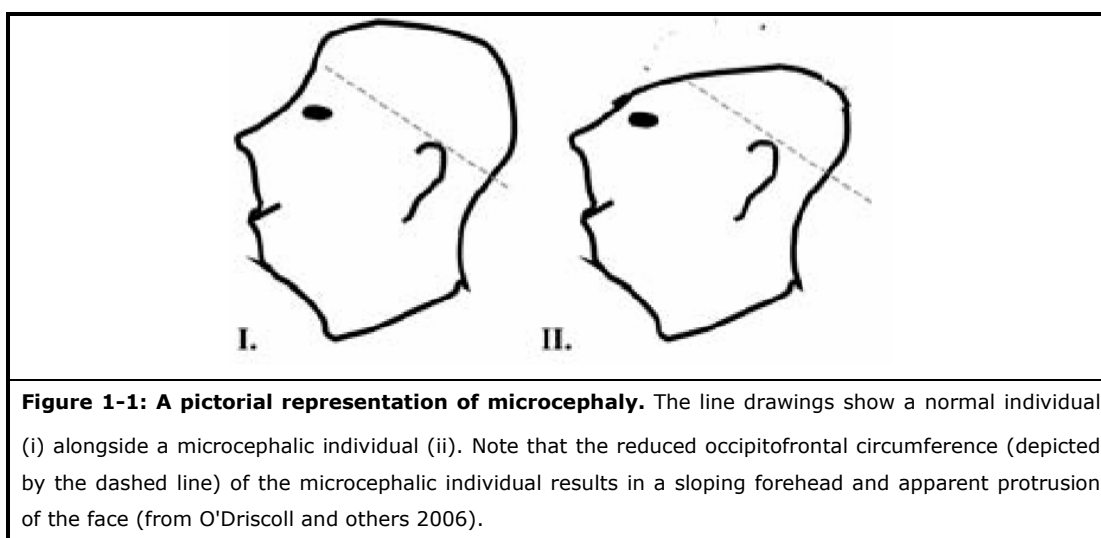 I. II.
Figure 1-1: A pictorial representation of microcephaly. The line drawings show a normal individual
(i) alongside a microcephalic individual (ii). Note that the reduced occipitofrontal circumference (depicted
by the dashed line) of the microcephalic individual results in a sloping forehead and apparent protrusion
of the face (from O'Driscoll and others 2006).